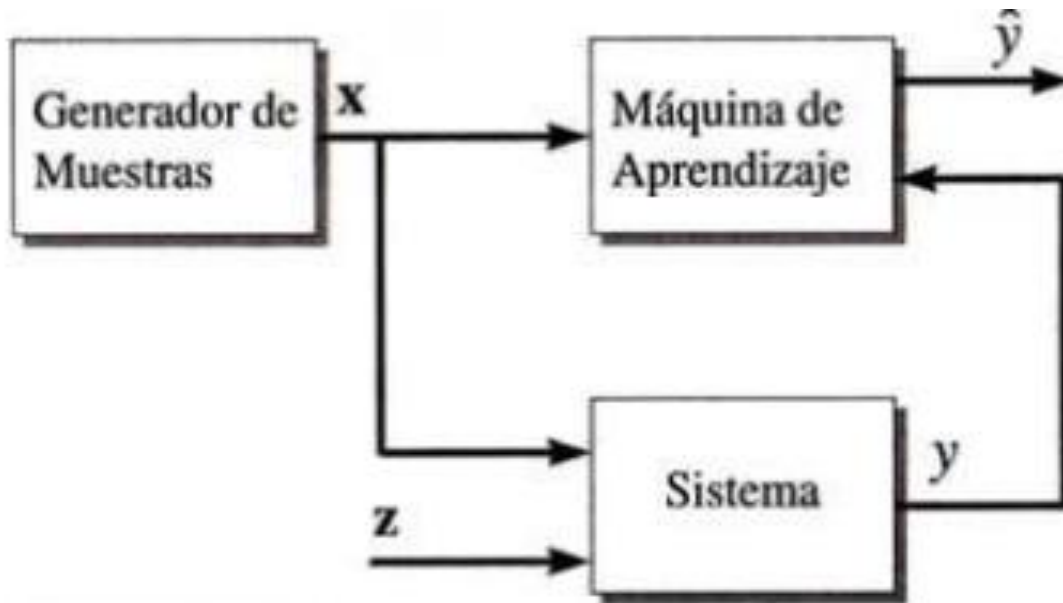 Generador de
Muestras
x
Máquina de
Aprendizaje
ŷ
z
Sistema
y